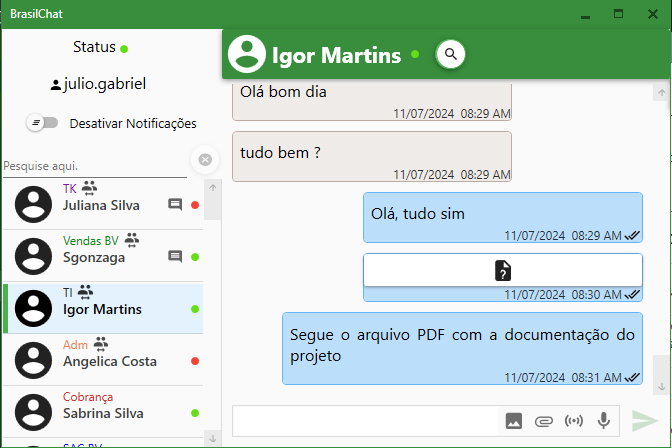 BrasilChat
Status
julio.gabriel
Desativar Notificações
Pesquise aqui.
TK
Juliana Silva
Vendas BV
Sgonzaga
TI
Igor Martins
Adm
Angelica Costa
Cobrança
Sabrina Silva
SAC BV
Igor Martins
Olá bom dia
11/07/2024 08:29 AM
tudo bem ?
11/07/2024 08:29 AM
Olá, tudo sim
11/07/2024 08:29 AM
?
11/07/2024 08:30 AM
Segue o arquivo PDF com a documentação do
projeto
11/07/2024 08:31 AM